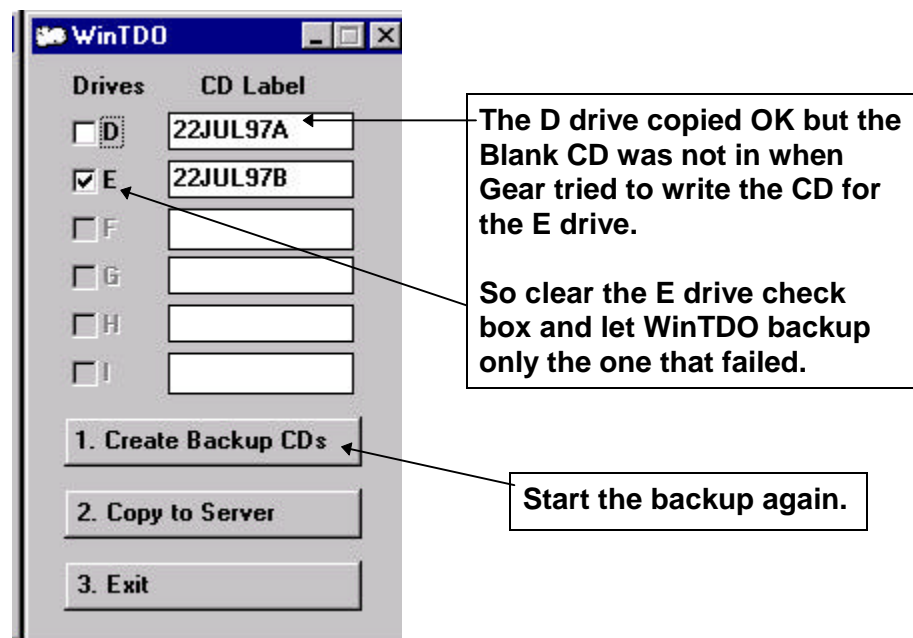 WinTDO
Drives CD Label
D 22JUL97A
E 22JUL97B
F
G
H
I
1. Create Backup CDs
2. Copy to Server
3. Exit
The D drive copied OK but the
Blank CD was not in when
Gear tried to write the CD for
the E drive.
So clear the E drive check
box and let WinTDO backup
only the one that failed.
Start the backup again.